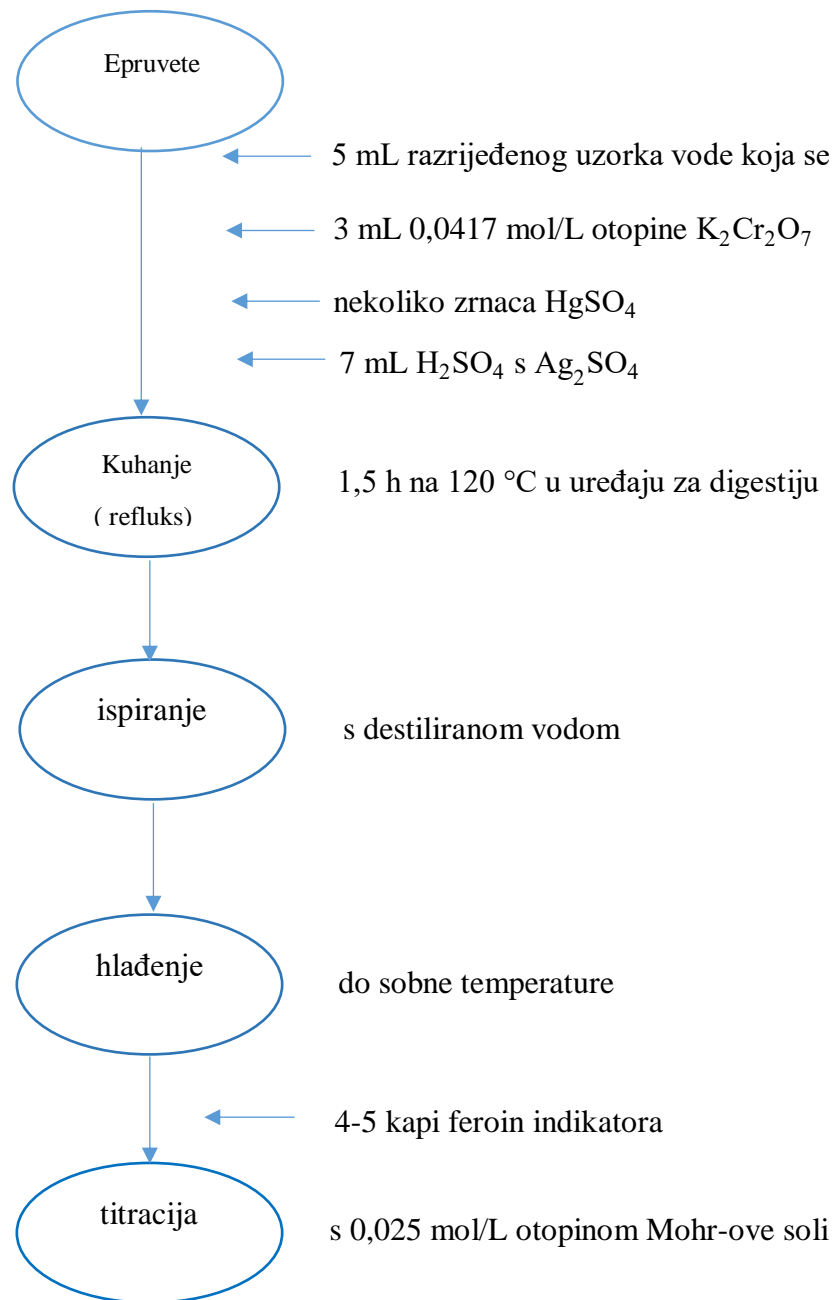 Epruvete
5 mL razrijeđenog uzorka vode koja se
3 mL 0,0417 mol/L otopine K₂Cr₂O₇
nekoliko zrnaca HgSO₄
7 mL H₂SO₄ s Ag₂SO₄
Kuhanje
( refluks)
1,5 h na 120 °C u uređaju za digestiju
ispiranje
s destiliranom vodom
hlađenje
do sobne temperature
4-5 kapi feroin indikatora
titracija
s 0,025 mol/L otopinom Mohr-ove soli